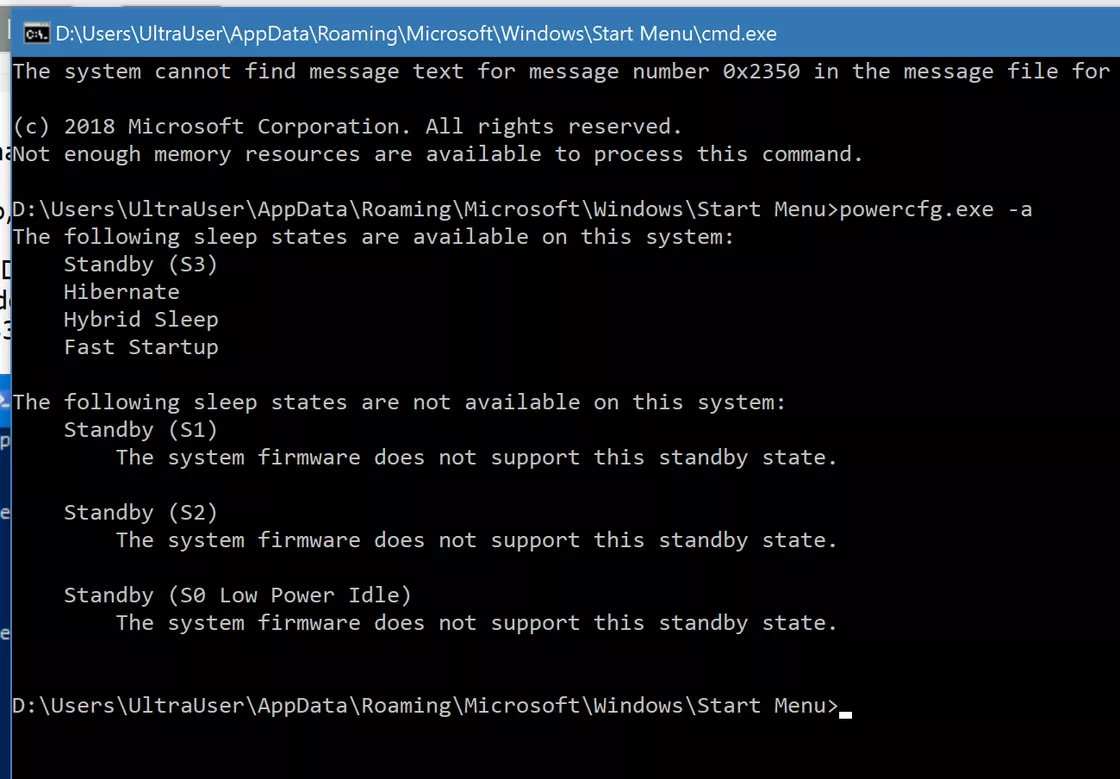 D:\Users\UltraUser\AppData\Roaming\Microsoft\Windows\Start Menu\cmd.exe
The system cannot find message text for message number 0x2350 in the message file for
(c) 2018 Microsoft Corporation. All rights reserved.
Not enough memory resources are available to process this command.
D:\Users\UltraUser\AppData\Roaming\Microsoft\Windows\Start Menu>powercfg.exe -a
The following sleep states are available on this system:
Standby (S3)
Hibernate
Hybrid Sleep
Fast Startup
The following sleep states are not available on this system:
Standby (S1)
The system firmware does not support this standby state.
Standby (S2)
The system firmware does not support this standby state.
Standby (S0 Low Power Idle)
The system firmware does not support this standby state.
D:\Users\UltraUser\AppData\Roaming\Microsoft\Windows\Start Menu>